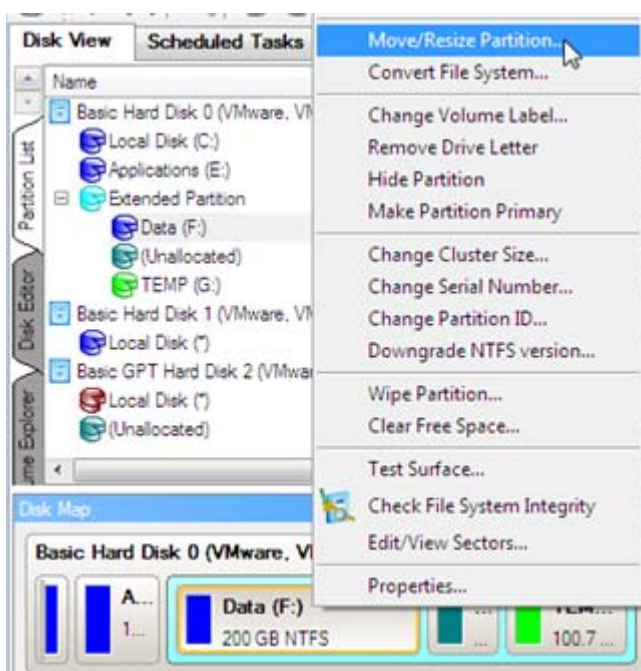 Disk View
Scheduled Tasks
Name
Basic Hard Disk 0 (VMware, VM
Local Disk (C:)
Applications (E:)
Extended Partition
Data (F:)
(Unallocated)
TEMP (G:)
Basic Hard Disk 1 (VMware, VM
Local Disk (*)
Basic GPT Hard Disk 2 (VMwar
Local Disk (*)
(Unallocated)
Partition List
Disk Editor
Explorer
Move/Resize Partition...
Convert File System...
Change Volume Label...
Remove Drive Letter
Hide Partition
Make Partition Primary
Change Cluster Size...
Change Serial Number...
Change Partition ID...
Downgrade NTFS version...
Wipe Partition...
Clear Free Space...
Test Surface...
Check File System Integrity
Edit/View Sectors...
Properties...
Disk Map
Basic Hard Disk 0 (VMware, VI
A...
1...
Data (F:)
200 GB NTFS
...
...
100.7